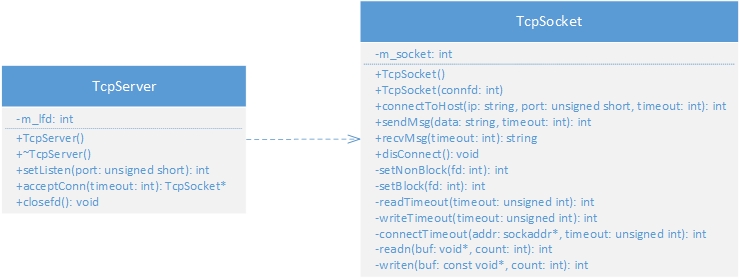 TcpServer
-m_lfd: int
+TcpServer()
+~TcpServer()
+setListen(port: unsigned short): int
+acceptConn(timeout: int): TcpSocket*
+closefd(): void
TcpSocket
-m_socket: int
+TcpSocket()
+TcpSocket(connfd: int)
+connectToHost(ip: string, port: unsigned short, timeout: int): int
+sendMsg(data: string, timeout: int): int
+recvMsg(timeout: int): string
+disConnect(): void
-setNonBlock(fd: int): int
-setBlock(fd: int): int
-readTimeout(timeout: unsigned int): int
-writeTimeout(timeout: unsigned int): int
-connectTimeout(addr: sockaddr*, timeout: unsigned int): int
-readn(buf: void*, count: int): int
-writen(buf: const void*, count: int): int